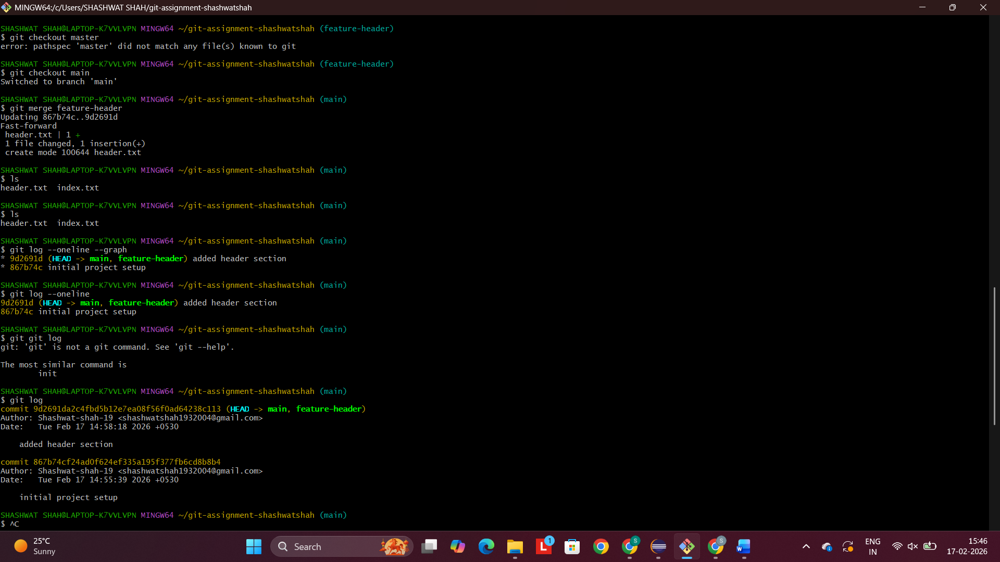 MINGW64:/c/Users/SHASHWAT SHAH/git-assignment-shashwatshah
SHASHWAT SHAH@LAPTOP-K7VVLVPN MINGW64 ~/git-assignment-shashwatshah (feature-header)
$ git checkout master
error: pathspec 'master' did not match any file(s) known to git
SHASHWAT SHAH@LAPTOP-K7VVLVPN MINGW64 ~/git-assignment-shashwatshah (feature-header)
$ git checkout main
Switched to branch 'main'
SHASHWAT SHAH@LAPTOP-K7VVLVPN MINGW64 ~/git-assignment-shashwatshah (main)
$ git merge feature-header
Updating 867b74c..9d2691d
Fast-forward
header.txt | 1 +
1 file changed, 1 insertion(+)
create mode 100644 header.txt
SHASHWAT SHAH@LAPTOP-K7VVLVPN MINGW64 ~/git-assignment-shashwatshah (main)
$ ls
header.txt  index.txt
SHASHWAT SHAH@LAPTOP-K7VVLVPN MINGW64 ~/git-assignment-shashwatshah (main)
$ ls
header.txt  index.txt
SHASHWAT SHAH@LAPTOP-K7VVLVPN MINGW64 ~/git-assignment-shashwatshah (main)
$ git log --oneline --graph
* 9d2691d (HEAD -> main, feature-header) added header section
* 867b74c initial project setup
SHASHWAT SHAH@LAPTOP-K7VVLVPN MINGW64 ~/git-assignment-shashwatshah (main)
$ git log --oneline
9d2691d (HEAD -> main, feature-header) added header section
867b74c initial project setup
SHASHWAT SHAH@LAPTOP-K7VVLVPN MINGW64 ~/git-assignment-shashwatshah (main)
$ git git log
git: 'git' is not a git command. See 'git --help'.
The most similar command is
init
SHASHWAT SHAH@LAPTOP-K7VVLVPN MINGW64 ~/git-assignment-shashwatshah (main)
$ git log
commit 9d2691da2c4fbd5b12e7ea08f56f0ad64238c113 (HEAD -> main, feature-header)
Author: Shashwat-shah-19 <shashwatshah1932004@gmail.com>
Date:   Tue Feb 17 14:58:18 2026 +0530
added header section
commit 867b74cf24ad0f624ef335a195f377fb6cd8b8b4
Author: Shashwat-shah-19 <shashwatshah1932004@gmail.com>
Date:   Tue Feb 17 14:55:39 2026 +0530
initial project setup
SHASHWAT SHAH@LAPTOP-K7VVLVPN MINGW64 ~/git-assignment-shashwatshah (main)
$ ^C
25°C
Sunny
Search
L
1
S
S
W
ENG
IN
15:46
17-02-2026